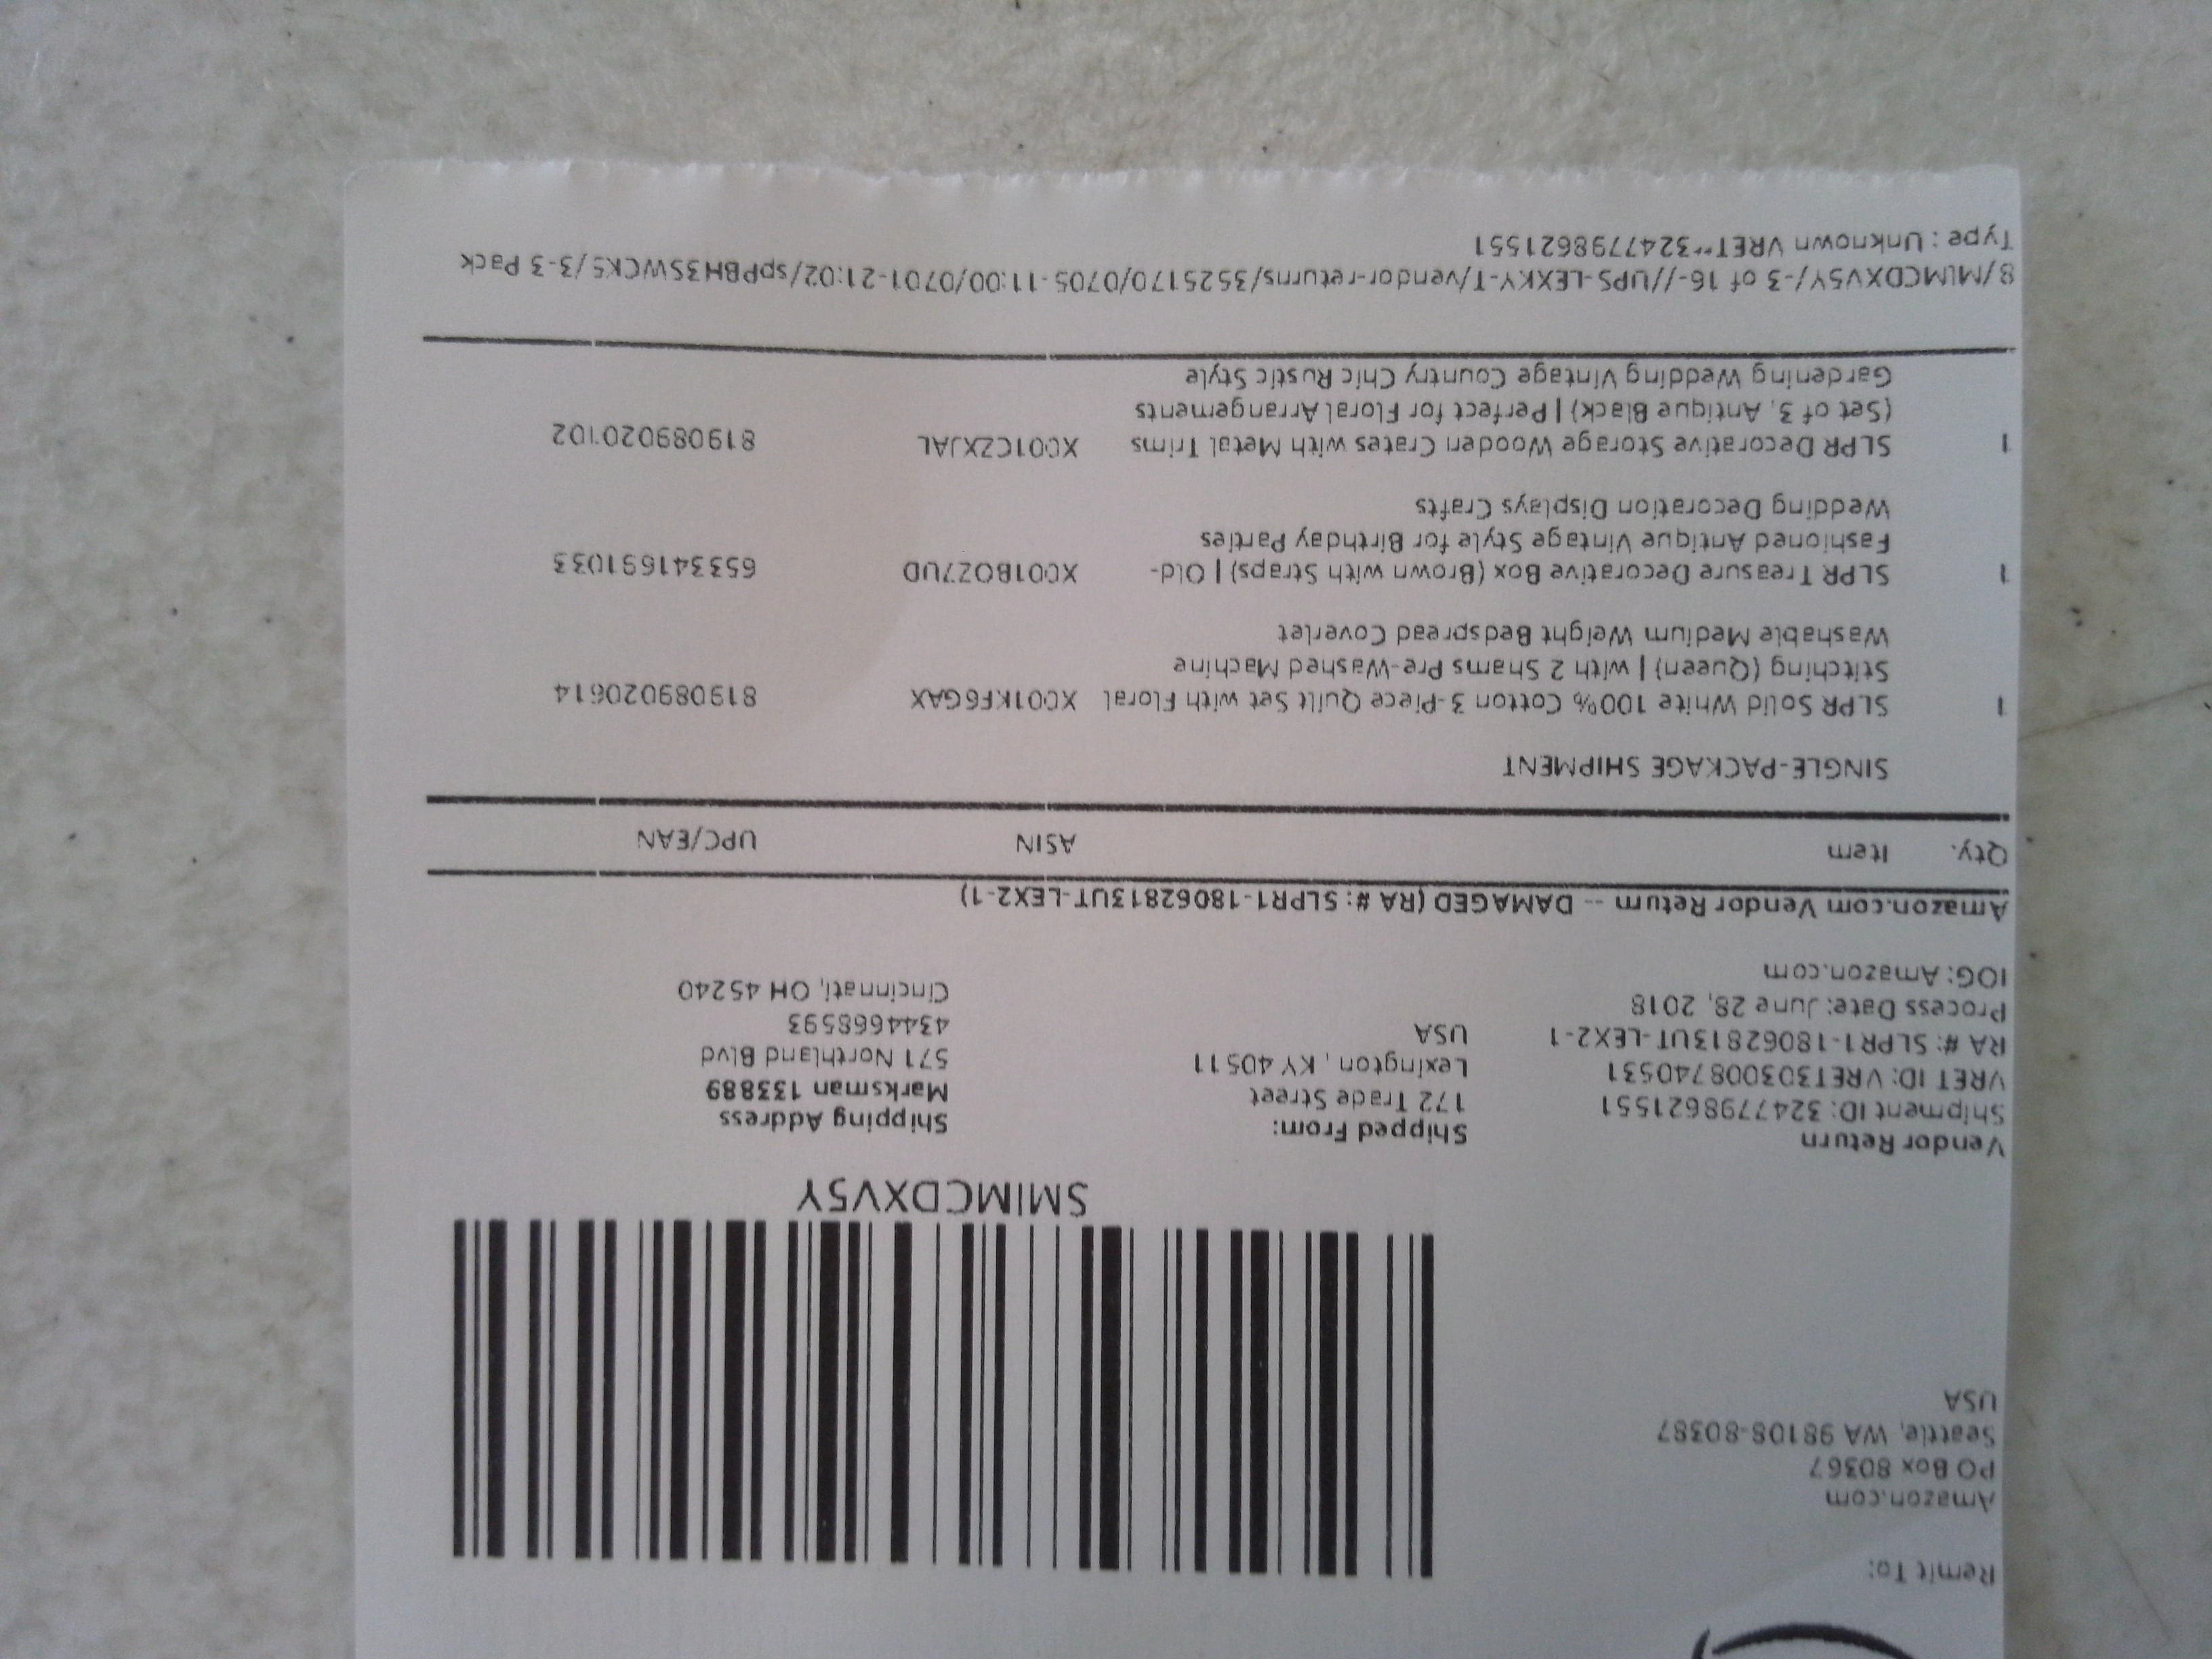 Remit To:
Amazon.com
PO Box 80367
Seattle, WA 98108-80387
USA
SMIMCDXV5Y
Vendor Return
Shipment ID: 3247798621551
VRET ID: VRET303008740531
RA #: SLPR1-18062813UT-LEX2-1
Process Date: June 28, 2018
IOG: Amazon.com
Shipped From:
172 Trade Street
Lexington , KY 40511
USA
Shipping Address
Marksman 133889
571 Northland Blvd
4344668593
Cincinnati, OH 45240
Amazon.com Vendor Return -- DAMAGED (RA #: SLPR1-18062813UT-LEX2-1)
Qty. Item ASIN UPC/EAN
SINGLE-PACKAGE SHIPMENT
1 SLPR Solid White 100% Cotton 3-Piece Quilt Set with Floral X001KF6GAX 819089020614
Stitching (Queen) | with 2 Shams Pre-Washed Machine
Washable Medium Weight Bedspread Coverlet
1 SLPR Treasure Decorative Box (Brown with Straps) | Old- X001BOZ7UD 653341691033
Fashioned Antique Vintage Style for Birthday Parties
Wedding Decoration Displays Crafts
1 SLPR Decorative Storage Wooden Crates with Metal Trims X001CZXJAL 819089020102
(Set of 3, Antique Black) | Perfect for Floral Arrangements
Gardening Wedding Vintage Country Chic Rustic Style
8/MIMCDXV5Y/-3 of 16-//UPS-LEXKY-T/vendor-returns/3525170/0705-11:00/0701-21:02/spPBH3SWCK5/3-3 Pack
Type : Unknown VRET**3247798621551